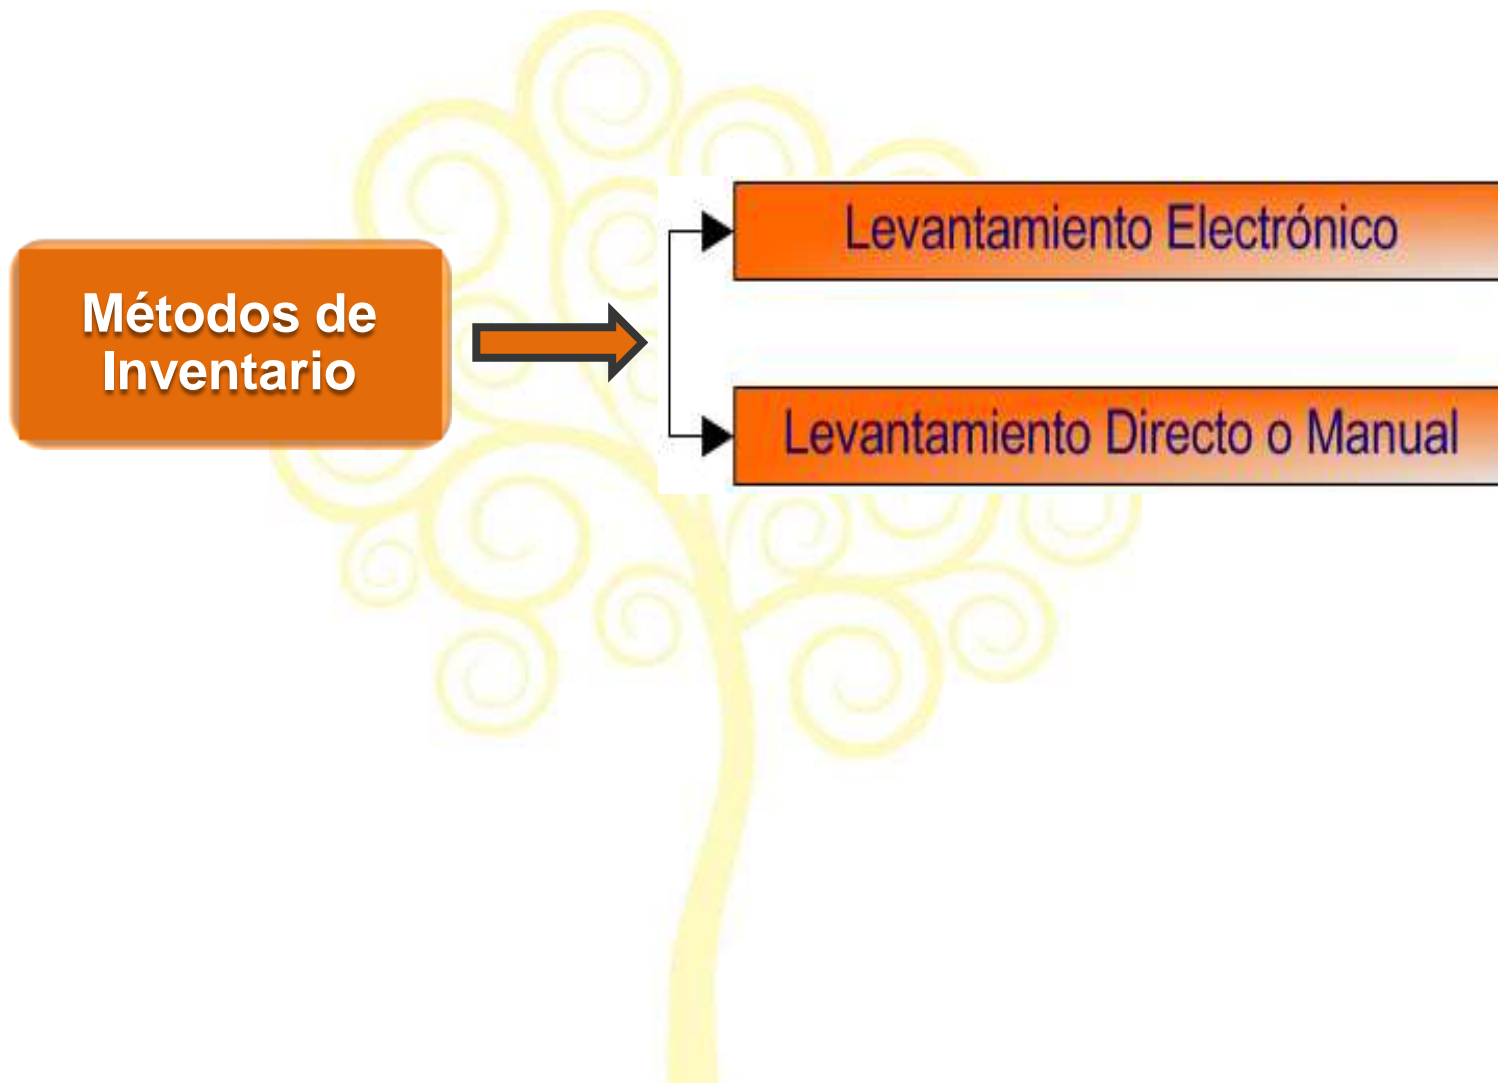 Métodos de
Inventario
Levantamiento Electrónico
Levantamiento Directo o Manual